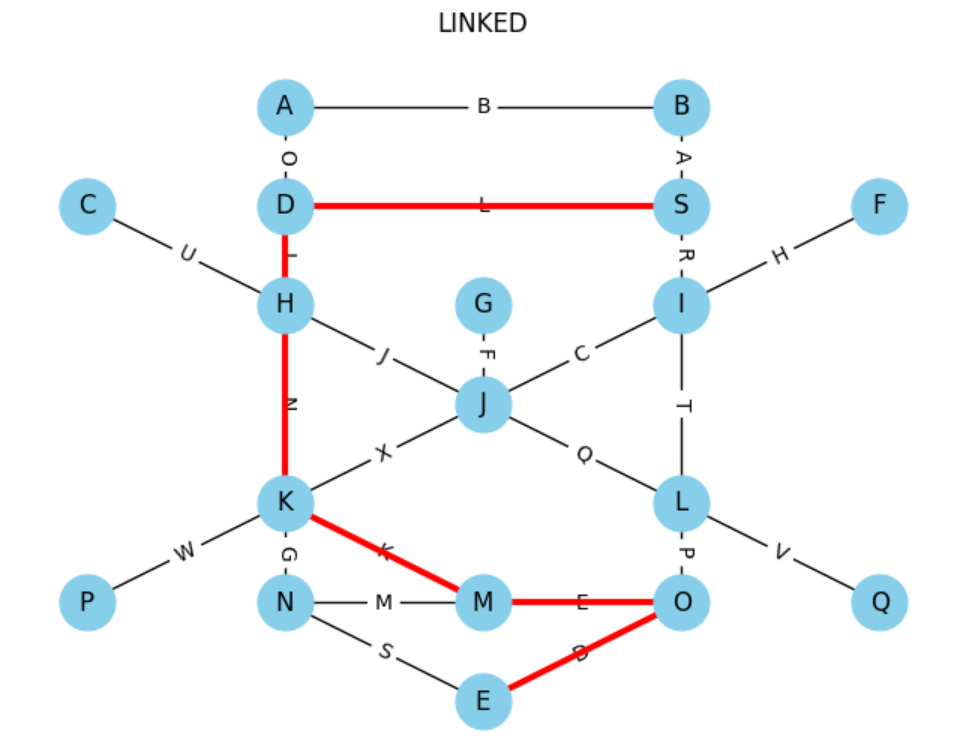 LINKED
A B B
O A
C D L S F
U I R H
H G I
J F C
N J T
X Q
K L
W G K P V
P N M M E O Q
S D
E